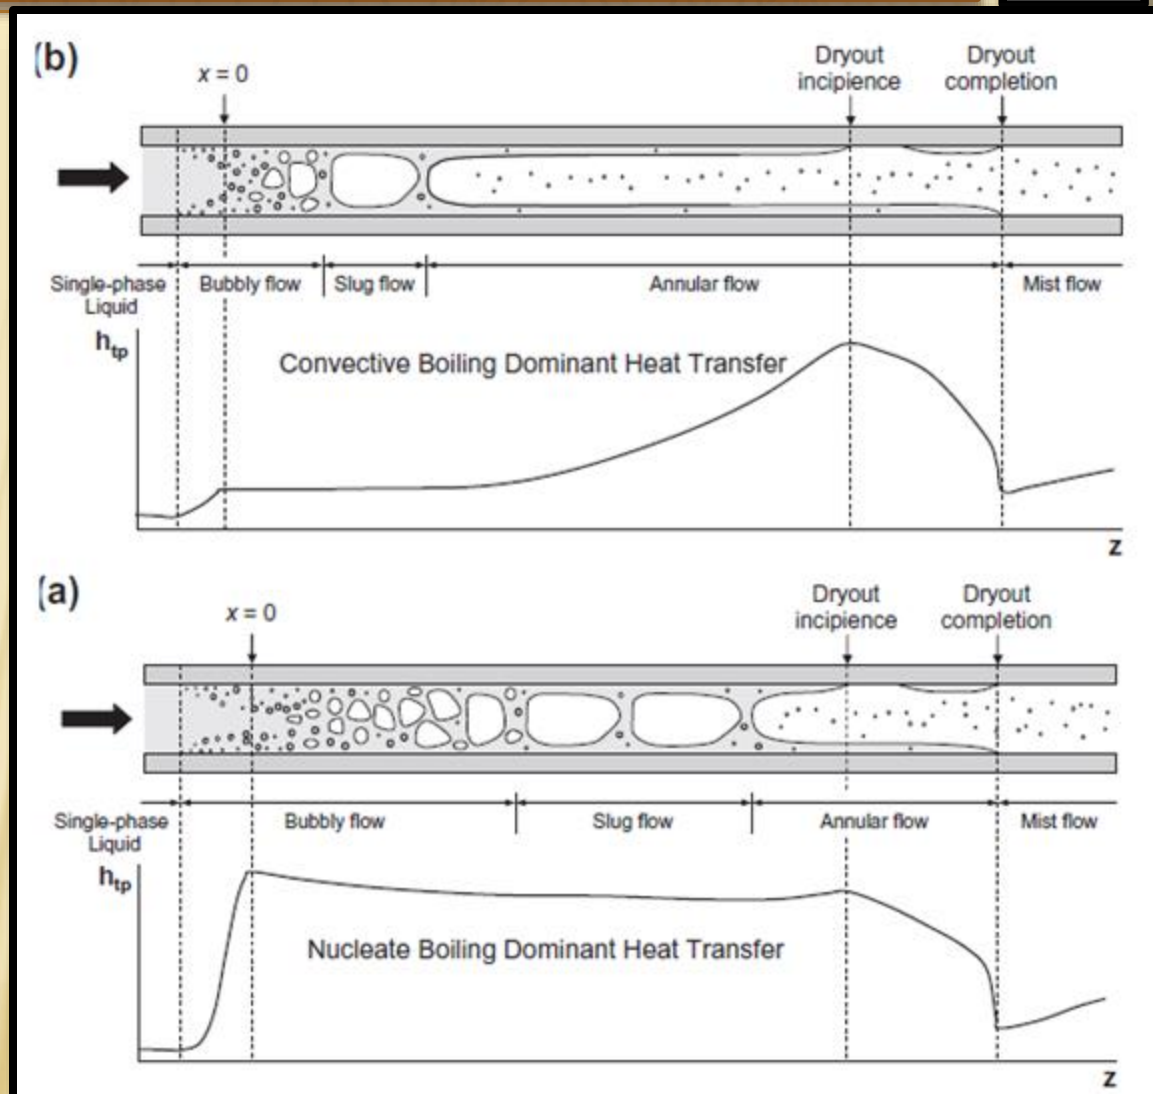 (b)
x = 0
Dryout
incipience
Dryout
completion
Single-phase
Liquid
Bubbly flow
Slug flow
Annular flow
Mist flow
htp
Convective Boiling Dominant Heat Transfer
z
(a)
x = 0
Dryout
incipience
Dryout
completion
Single-phase
Liquid
Bubbly flow
Slug flow
Annular flow
Mist flow
htp
Nucleate Boiling Dominant Heat Transfer
z